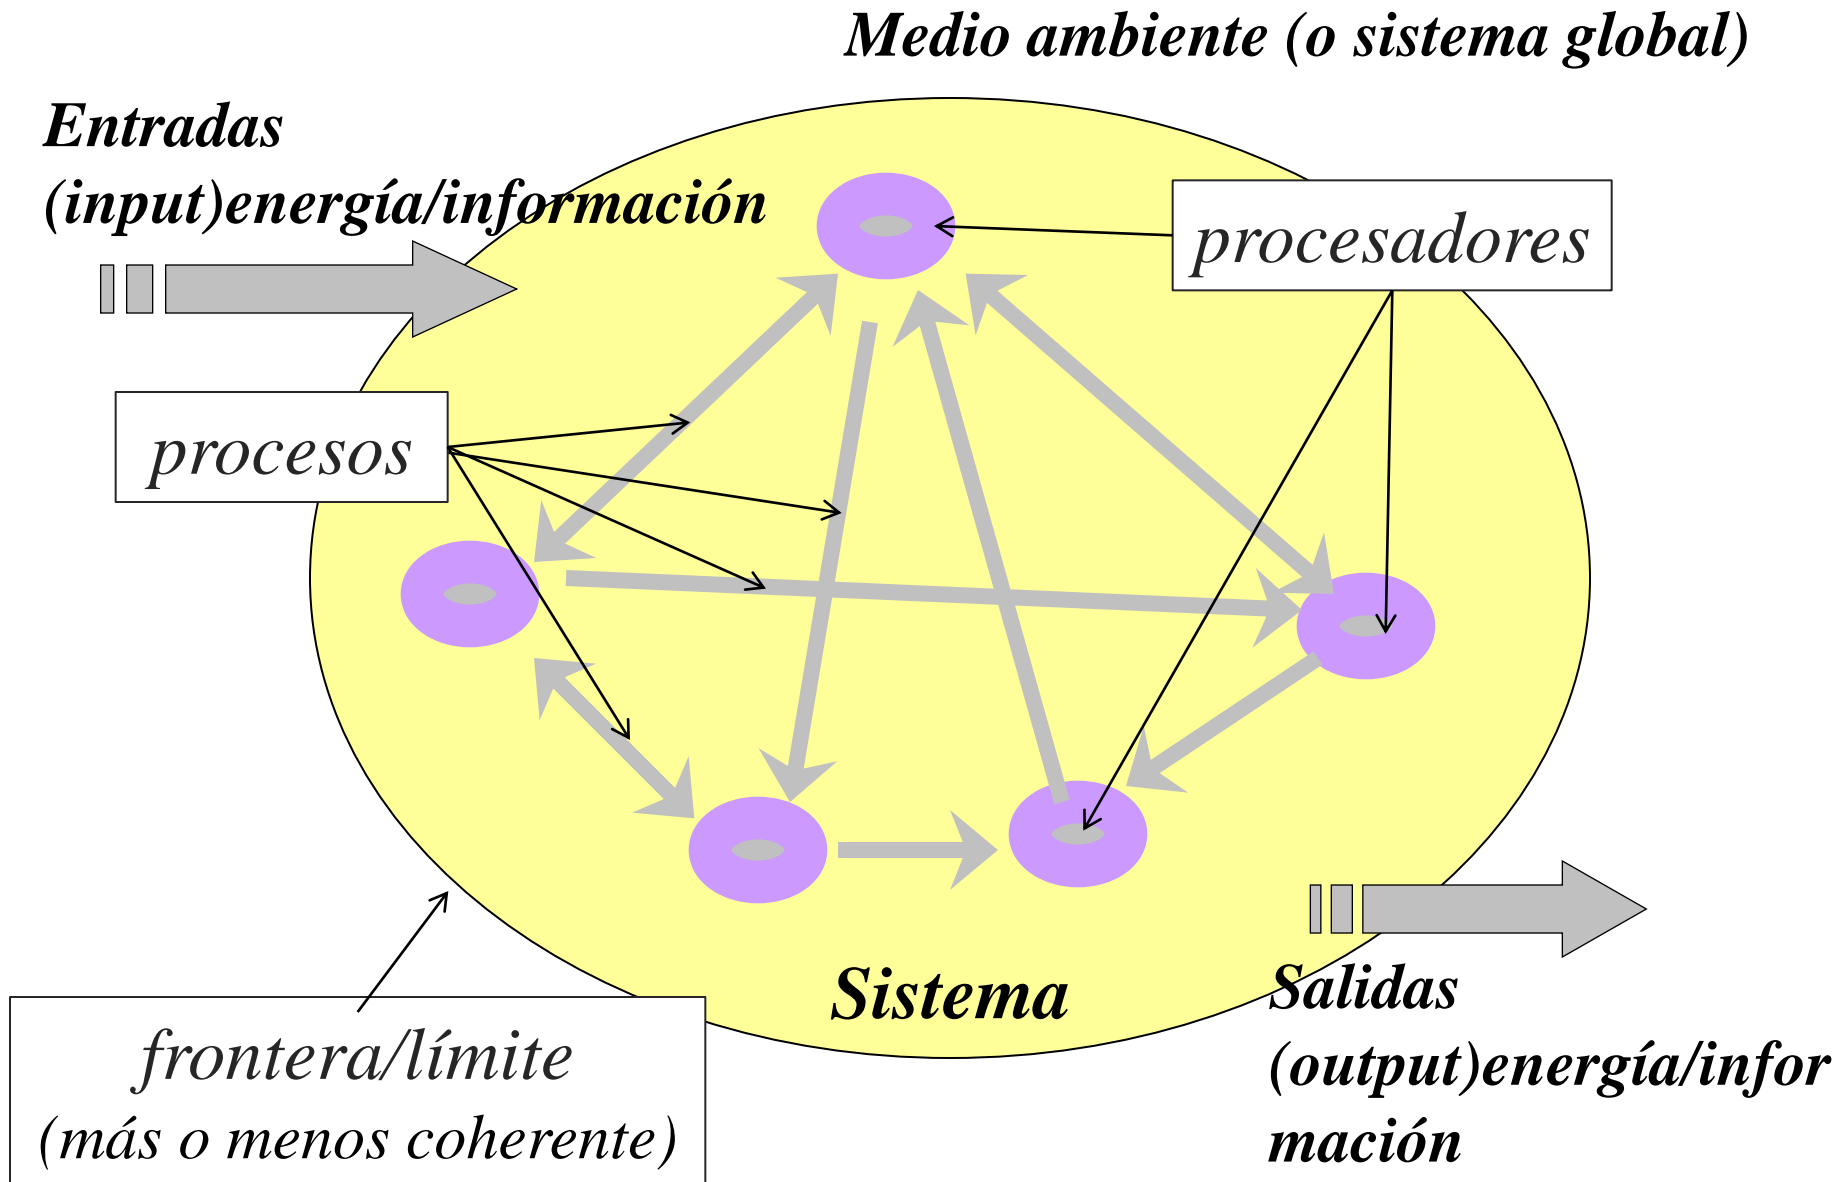 Medio ambiente (o sistema global)
Entradas
(input)energía/información
procesadores
procesos
Sistema
Salidas
(output)energía/infor
mación
frontera/límite
(más o menos coherente)